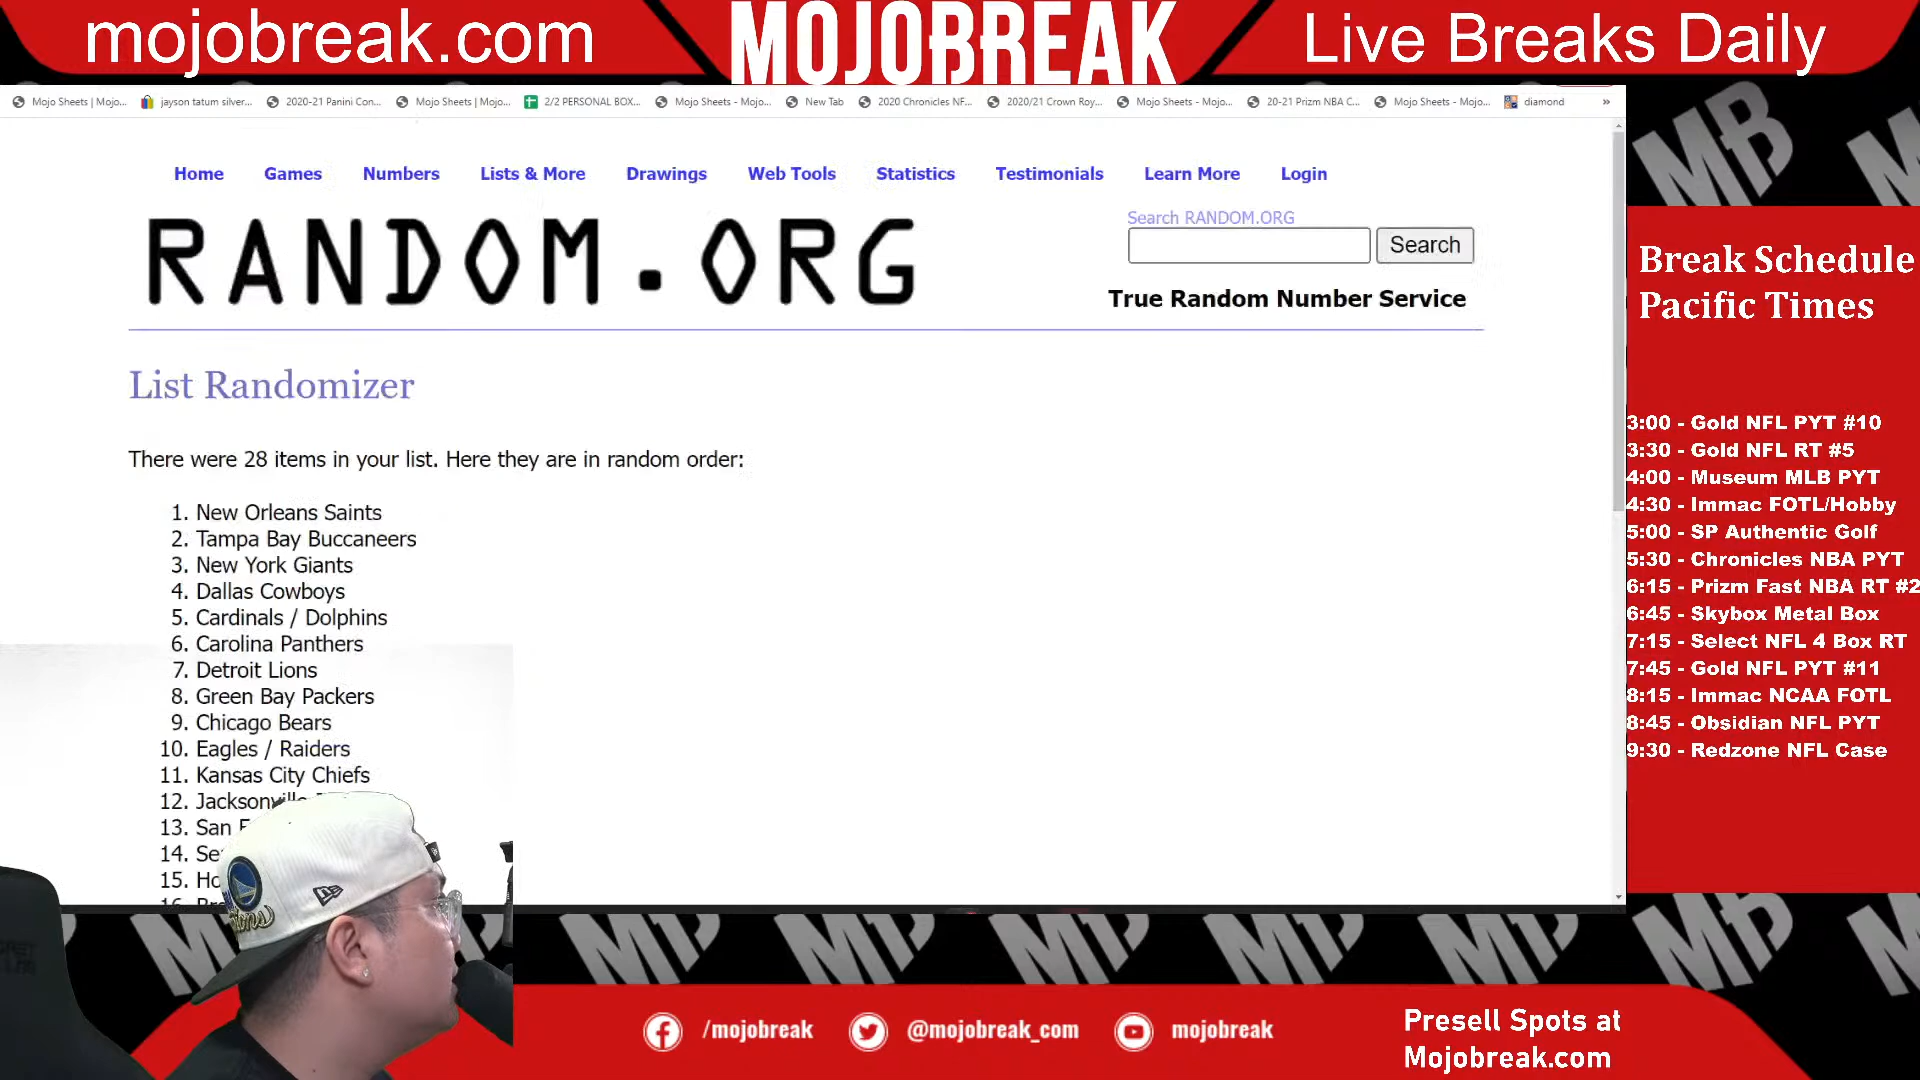 mojobreak.com
MOJOBREAK
Live Breaks Daily
Mojo Sheets | Mojo...
jayson tatum silver...
2020-21 Panini Con...
Mojo Sheets | Mojo...
2/2 PERSONAL BOX...
Mojo Sheets - Mojo...
New Tab
2020 Chronicles NF...
2020/21 Crown Roy...
Mojo Sheets - Mojo...
20-21 Prizm NBA C...
Mojo Sheets - Mojo...
diamond
»
Home
Games
Numbers
Lists & More
Drawings
Web Tools
Statistics
Testimonials
Learn More
Login
RANDOM.ORG
Search RANDOM.ORG
Search
True Random Number Service
List Randomizer
There were 28 items in your list. Here they are in random order:
1. New Orleans Saints
2. Tampa Bay Buccaneers
3. New York Giants
4. Dallas Cowboys
5. Cardinals / Dolphins
6. Carolina Panthers
7. Detroit Lions
8. Green Bay Packers
9. Chicago Bears
10. Eagles / Raiders
11. Kansas City Chiefs
12.
13. San
14.
15.
16.
Break Schedule
Pacific Times
3:00 - Gold NFL PYT #10
3:30 - Gold NFL RT #5
4:00 - Museum MLB PYT
4:30 - Immac FOTL/Hobby
5:00 - SP Authentic Golf
5:30 - Chronicles NBA PYT
6:15 - Prizm Fast NBA RT #2
6:45 - Skybox Metal Box
7:15 - Select NFL 4 Box RT
7:45 - Gold NFL PYT #11
8:15 - Immac NCAA FOTL
8:45 - Obsidian NFL PYT
9:30 - Redzone NFL Case
/mojobreak
@mojobreak_com
mojobreak
Presell Spots at
Mojobreak.com